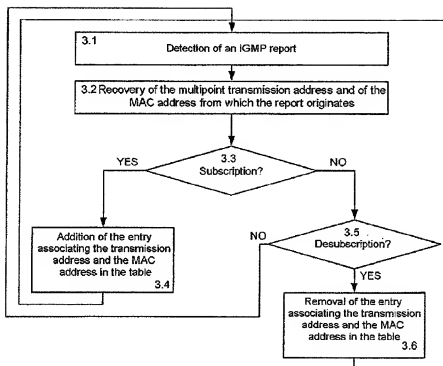 3.1
Detection of an IGMP report
3.2 Recovery of the multipoint transmission address and of the
MAC address from which the report originates
YES
3.3
Subscription?
NO
Addition of the entry
associating the transmission
address and the MAC
address in the table
3.4
NO
3.5
Desubscription?
YES
Removal of the entry
associating the transmission
address and the MAC
address in the table
3.6